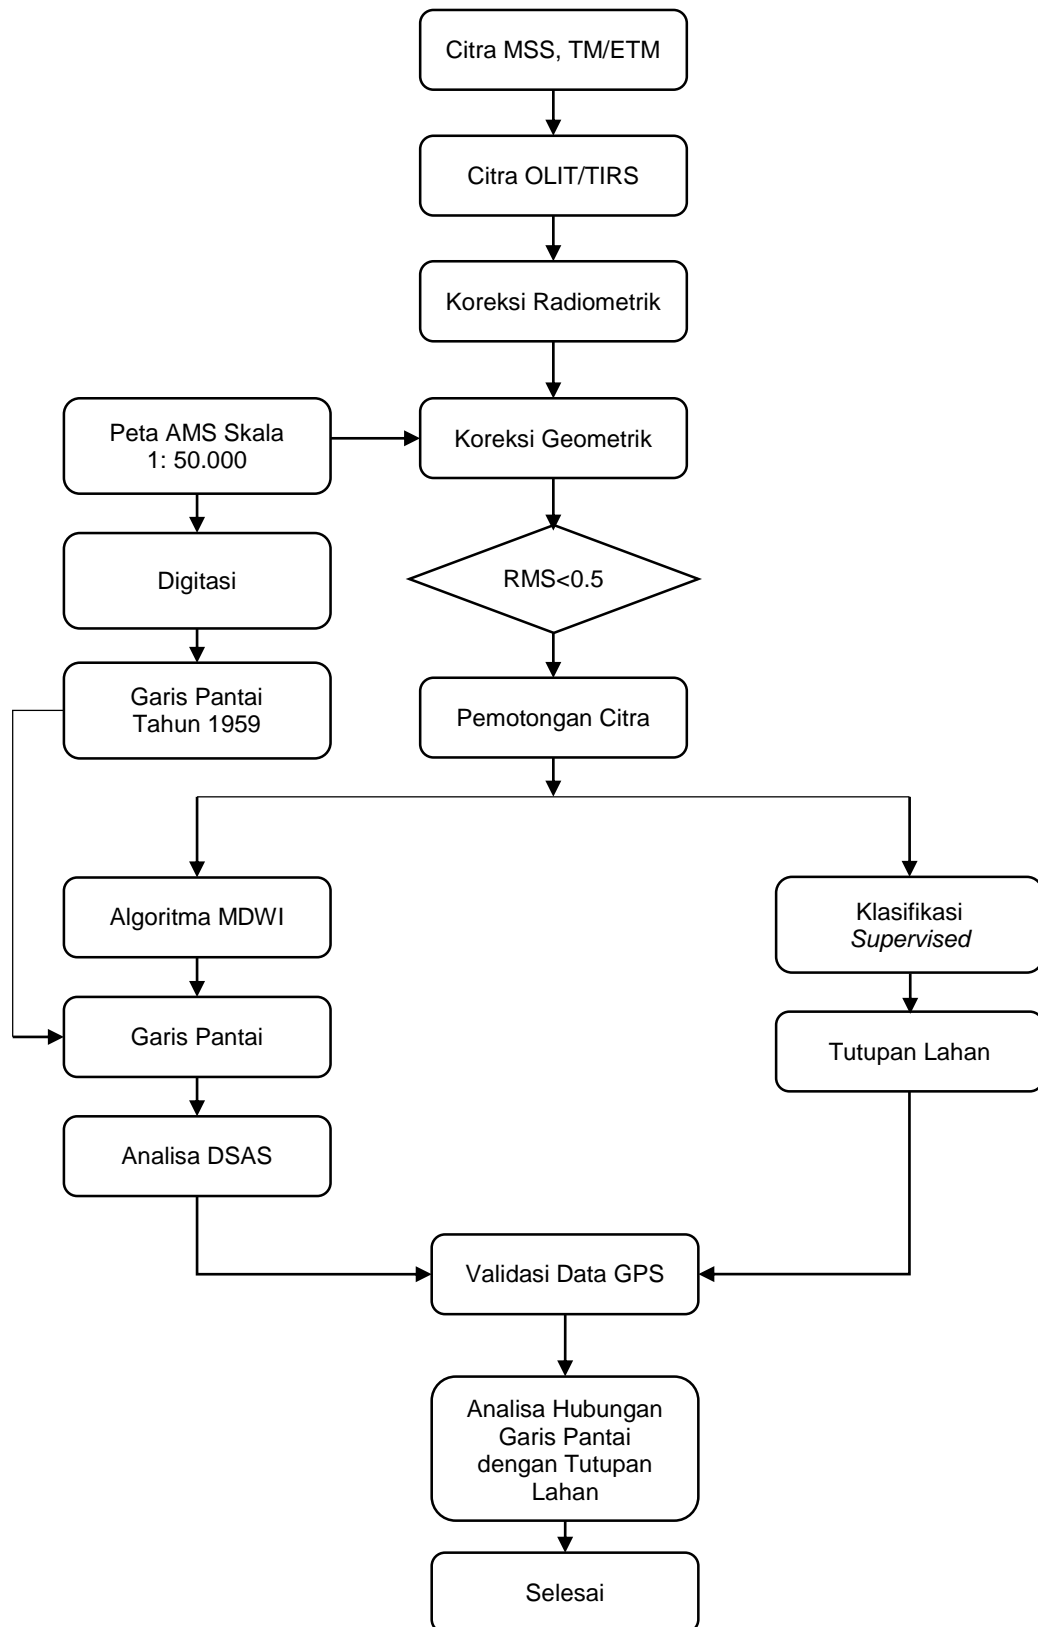 Citra MSS, TM/ETM
Citra OLIT/TIRS
Koreksi Radiometrik
Peta AMS Skala
1: 50.000
Koreksi Geometrik
Digitasi
RMS<0.5
Garis Pantai
Tahun 1959
Pemotongan Citra
Algoritma MDWI
Klasifikasi
Supervised
Garis Pantai
Tutupan Lahan
Analisa DSAS
Validasi Data GPS
Analisa Hubungan
Garis Pantai
dengan Tutupan
Lahan
Selesai